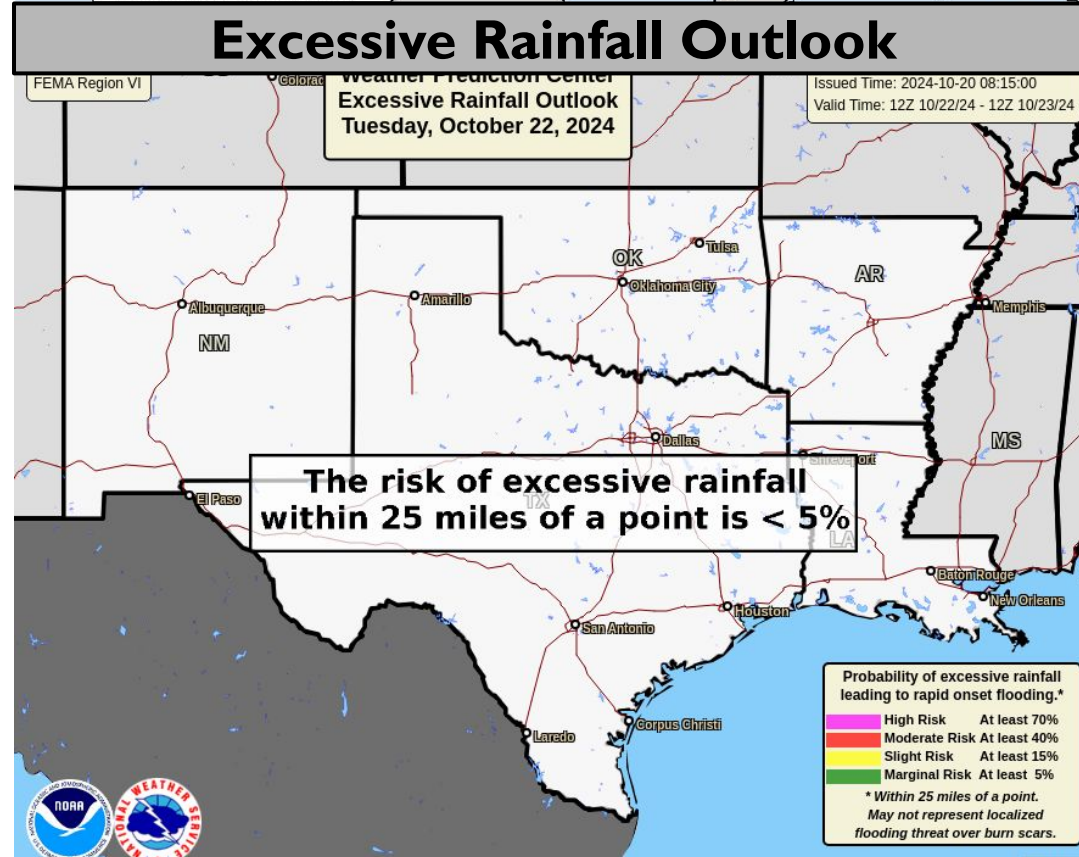 Excessive Rainfall Outlook
FEMA Region VI
Weather Prediction Center
Excessive Rainfall Outlook
Tuesday, October 22, 2024
Issued Time: 2024-10-20 08:15:00
Valid Time: 12Z 10/22/24 - 12Z 10/23/24
Tulsa
OK
Oklahoma City
AR
Albuquerque
Amarillo
Memphis
NM
Dallas
MS
Shreveport
The risk of excessive rainfall
within 25 miles of a point is < 5%
TX
El Paso
LA
Baton Rouge
New Orleans
Houston
San Antonio
Corpus Christi
Laredo
Probability of excessive rainfall
leading to rapid onset flooding.*
High Risk At least 70%
Moderate Risk At least 40%
Slight Risk At least 15%
Marginal Risk At least 5%
* Within 25 miles of a point.
May not represent localized
flooding threat over burn scars.
NOAA
NATIONAL WEATHER SERVICE